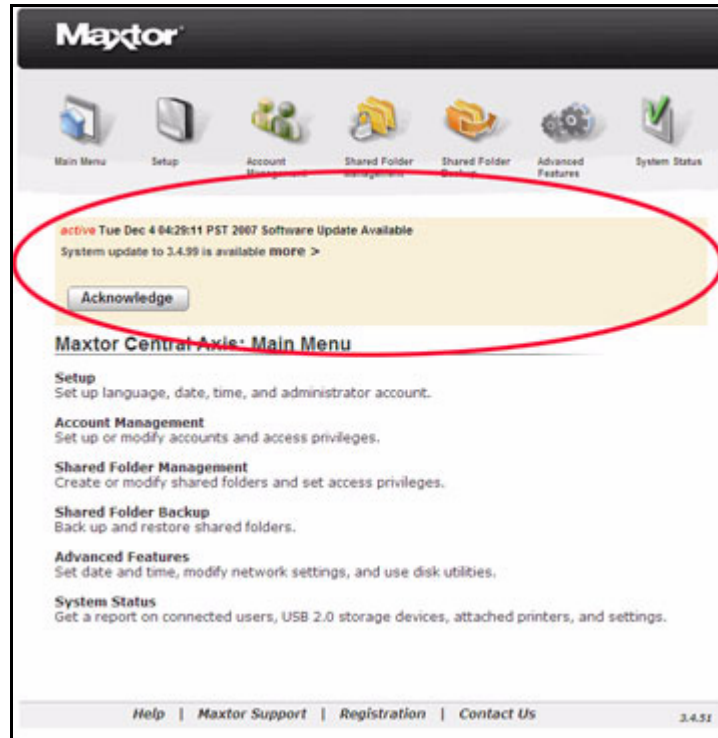 Maxtor
Main Menu
Setup
Account Management
Shared Folder Management
Shared Folder Backup
Advanced Features
System Status
active Tue Dec 4 04:29:11 PST 2007 Software Update Available
System update to 3.4.99 is available more >
Acknowledge
Maxtor Central Axis: Main Menu
Setup
Set up language, date, time, and administrator account.
Account Management
Set up or modify accounts and access privileges.
Shared Folder Management
Create or modify shared folders and set access privileges.
Shared Folder Backup
Back up and restore shared folders.
Advanced Features
Set date and time, modify network settings, and use disk utilities.
System Status
Get a report on connected users, USB 2.0 storage devices, attached printers, and settings.
Help | Maxtor Support | Registration | Contact Us
3.4.51